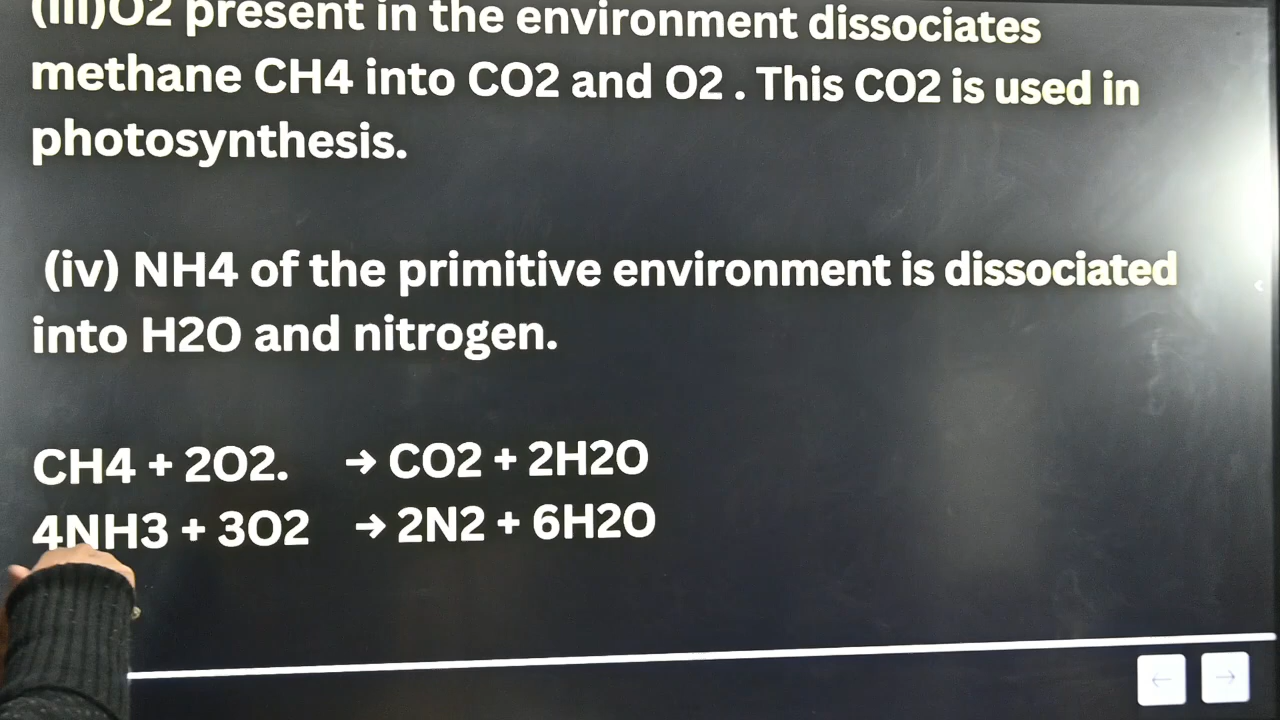 (iii)O2 present in the environment dissociates
methane CH4 into CO2 and O2 . This CO2 is used in
photosynthesis.
(iv) NH4 of the primitive environment is dissociated
into H2O and nitrogen.
CH4 + 2O2. → CO2 + 2H2O
4NH3 + 3O2 → 2N2 + 6H2O